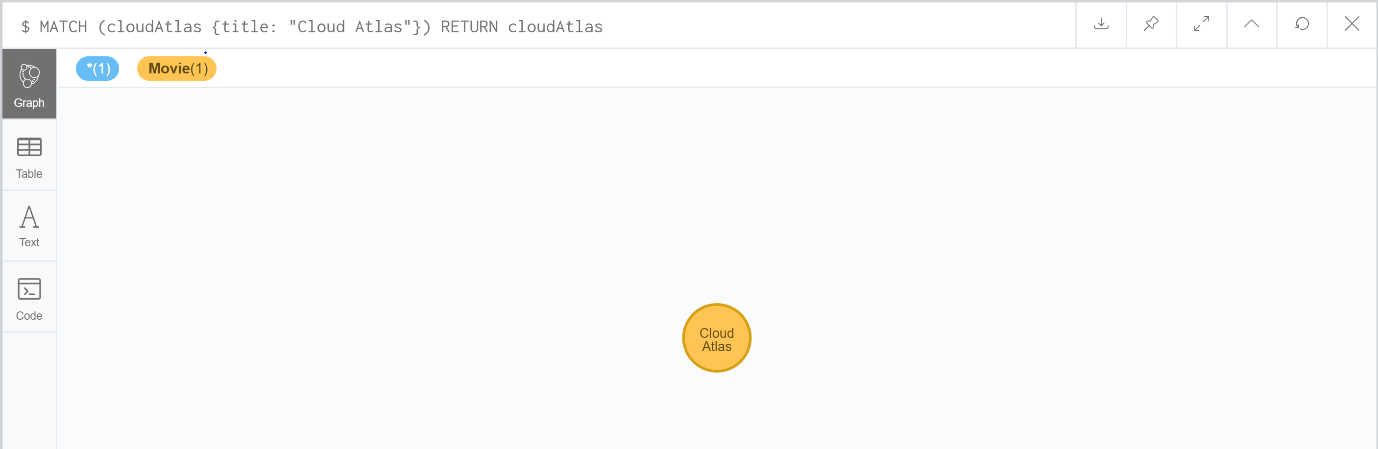 $ MATCH (cloudAtlas {title: "Cloud Atlas"}) RETURN cloudAtlas
*(1) Movie(1)
Graph
Table
Text
Code
Cloud
Atlas